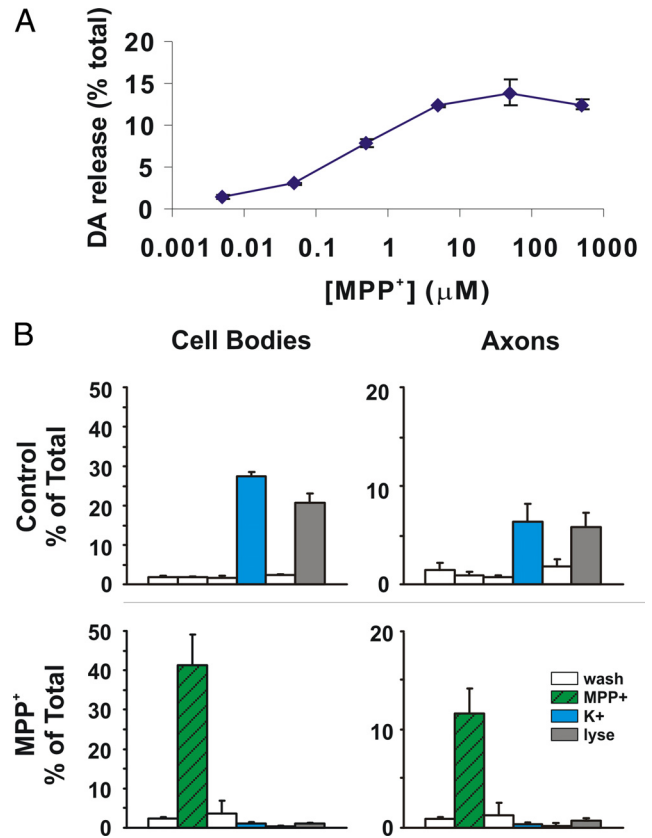 A
DA release (% total)
20
15
10
5
0
0.001 0.01 0.1 1 10 100 1000
[MPP⁺] (μM)
B
Cell Bodies Axons
Control
% of Total
50
40
30
20
10
0
20
10
0
MPP⁺
% of Total
50
40
30
20
10
0
20
10
0
wash
MPP+
K+
lyse